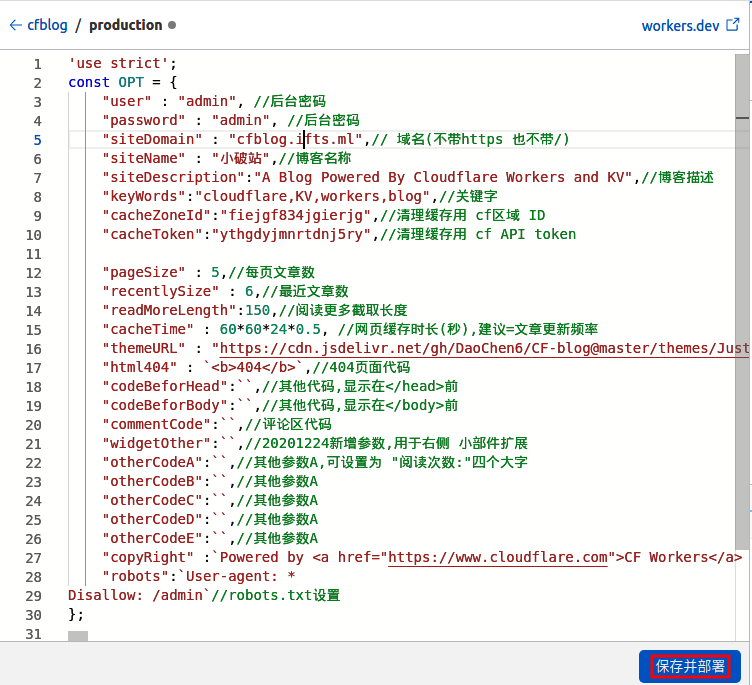 ← cfblog / production ●
workers.dev
1 'use strict';
2 const OPT = {
3 "user" : "admin", //后台密码
4 "password" : "admin", //后台密码
5 "siteDomain" : "cfblog.ifts.ml",// 域名(不带https 也不带/)
6 "siteName" : "小破站",//博客名称
7 "siteDescription":"A Blog Powered By Cloudflare Workers and KV",//博客描述
8 "keyWords":"cloudflare,KV,workers,blog",//关键字
9 "cacheZoneId":"fiejgf834jgierjg",//清理缓存用 cf区域 ID
10 "cacheToken":"ythgdyjmnrtdnj5ry",//清理缓存用 cf API token
11
12 "pageSize" : 5,//每页文章数
13 "recentlySize" : 6,//最近文章数
14 "readMoreLength":150,//阅读更多截取长度
15 "cacheTime" : 60*60*24*0.5, //网页缓存时长(秒),建议=文章更新频率
16 "themeURL" : "https://cdn.jsdelivr.net/gh/DaoChen6/CF-blog@master/themes/Just
17 "html404" : `<b>404</b>`,//404页面代码
18 "codeBeforHead":``,//其他代码,显示在</head>前
19 "codeBeforBody":``,//其他代码,显示在</body>前
20 "commentCode":``,//评论区代码
21 "widgetOther":``,//20201224新增参数,用于右侧 小部件扩展
22 "otherCodeA":``,//其他参数A,可设置为 "阅读次数:"四个大字
23 "otherCodeB":``,//其他参数A
24 "otherCodeC":``,//其他参数A
25 "otherCodeD":``,//其他参数A
26 "otherCodeE":``,//其他参数A
27 "copyRight" :`Powered by <a href="https://www.cloudflare.com">CF Workers</a>
28 "robots":`User-agent: *
29 Disallow: /admin`//robots.txt设置
30 };
31
保存并部署